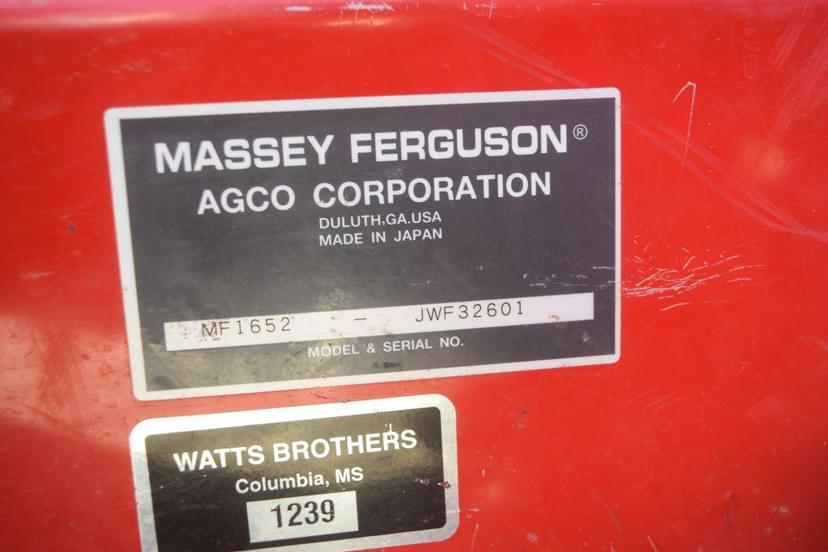 MASSEY FERGUSON®
AGCO CORPORATION
DULUTH.GA.USA
MADE IN JAPAN
MF1652 – JWF32601
MODEL & SERIAL NO.
WATTS BROTHERS
Columbia, MS
1239